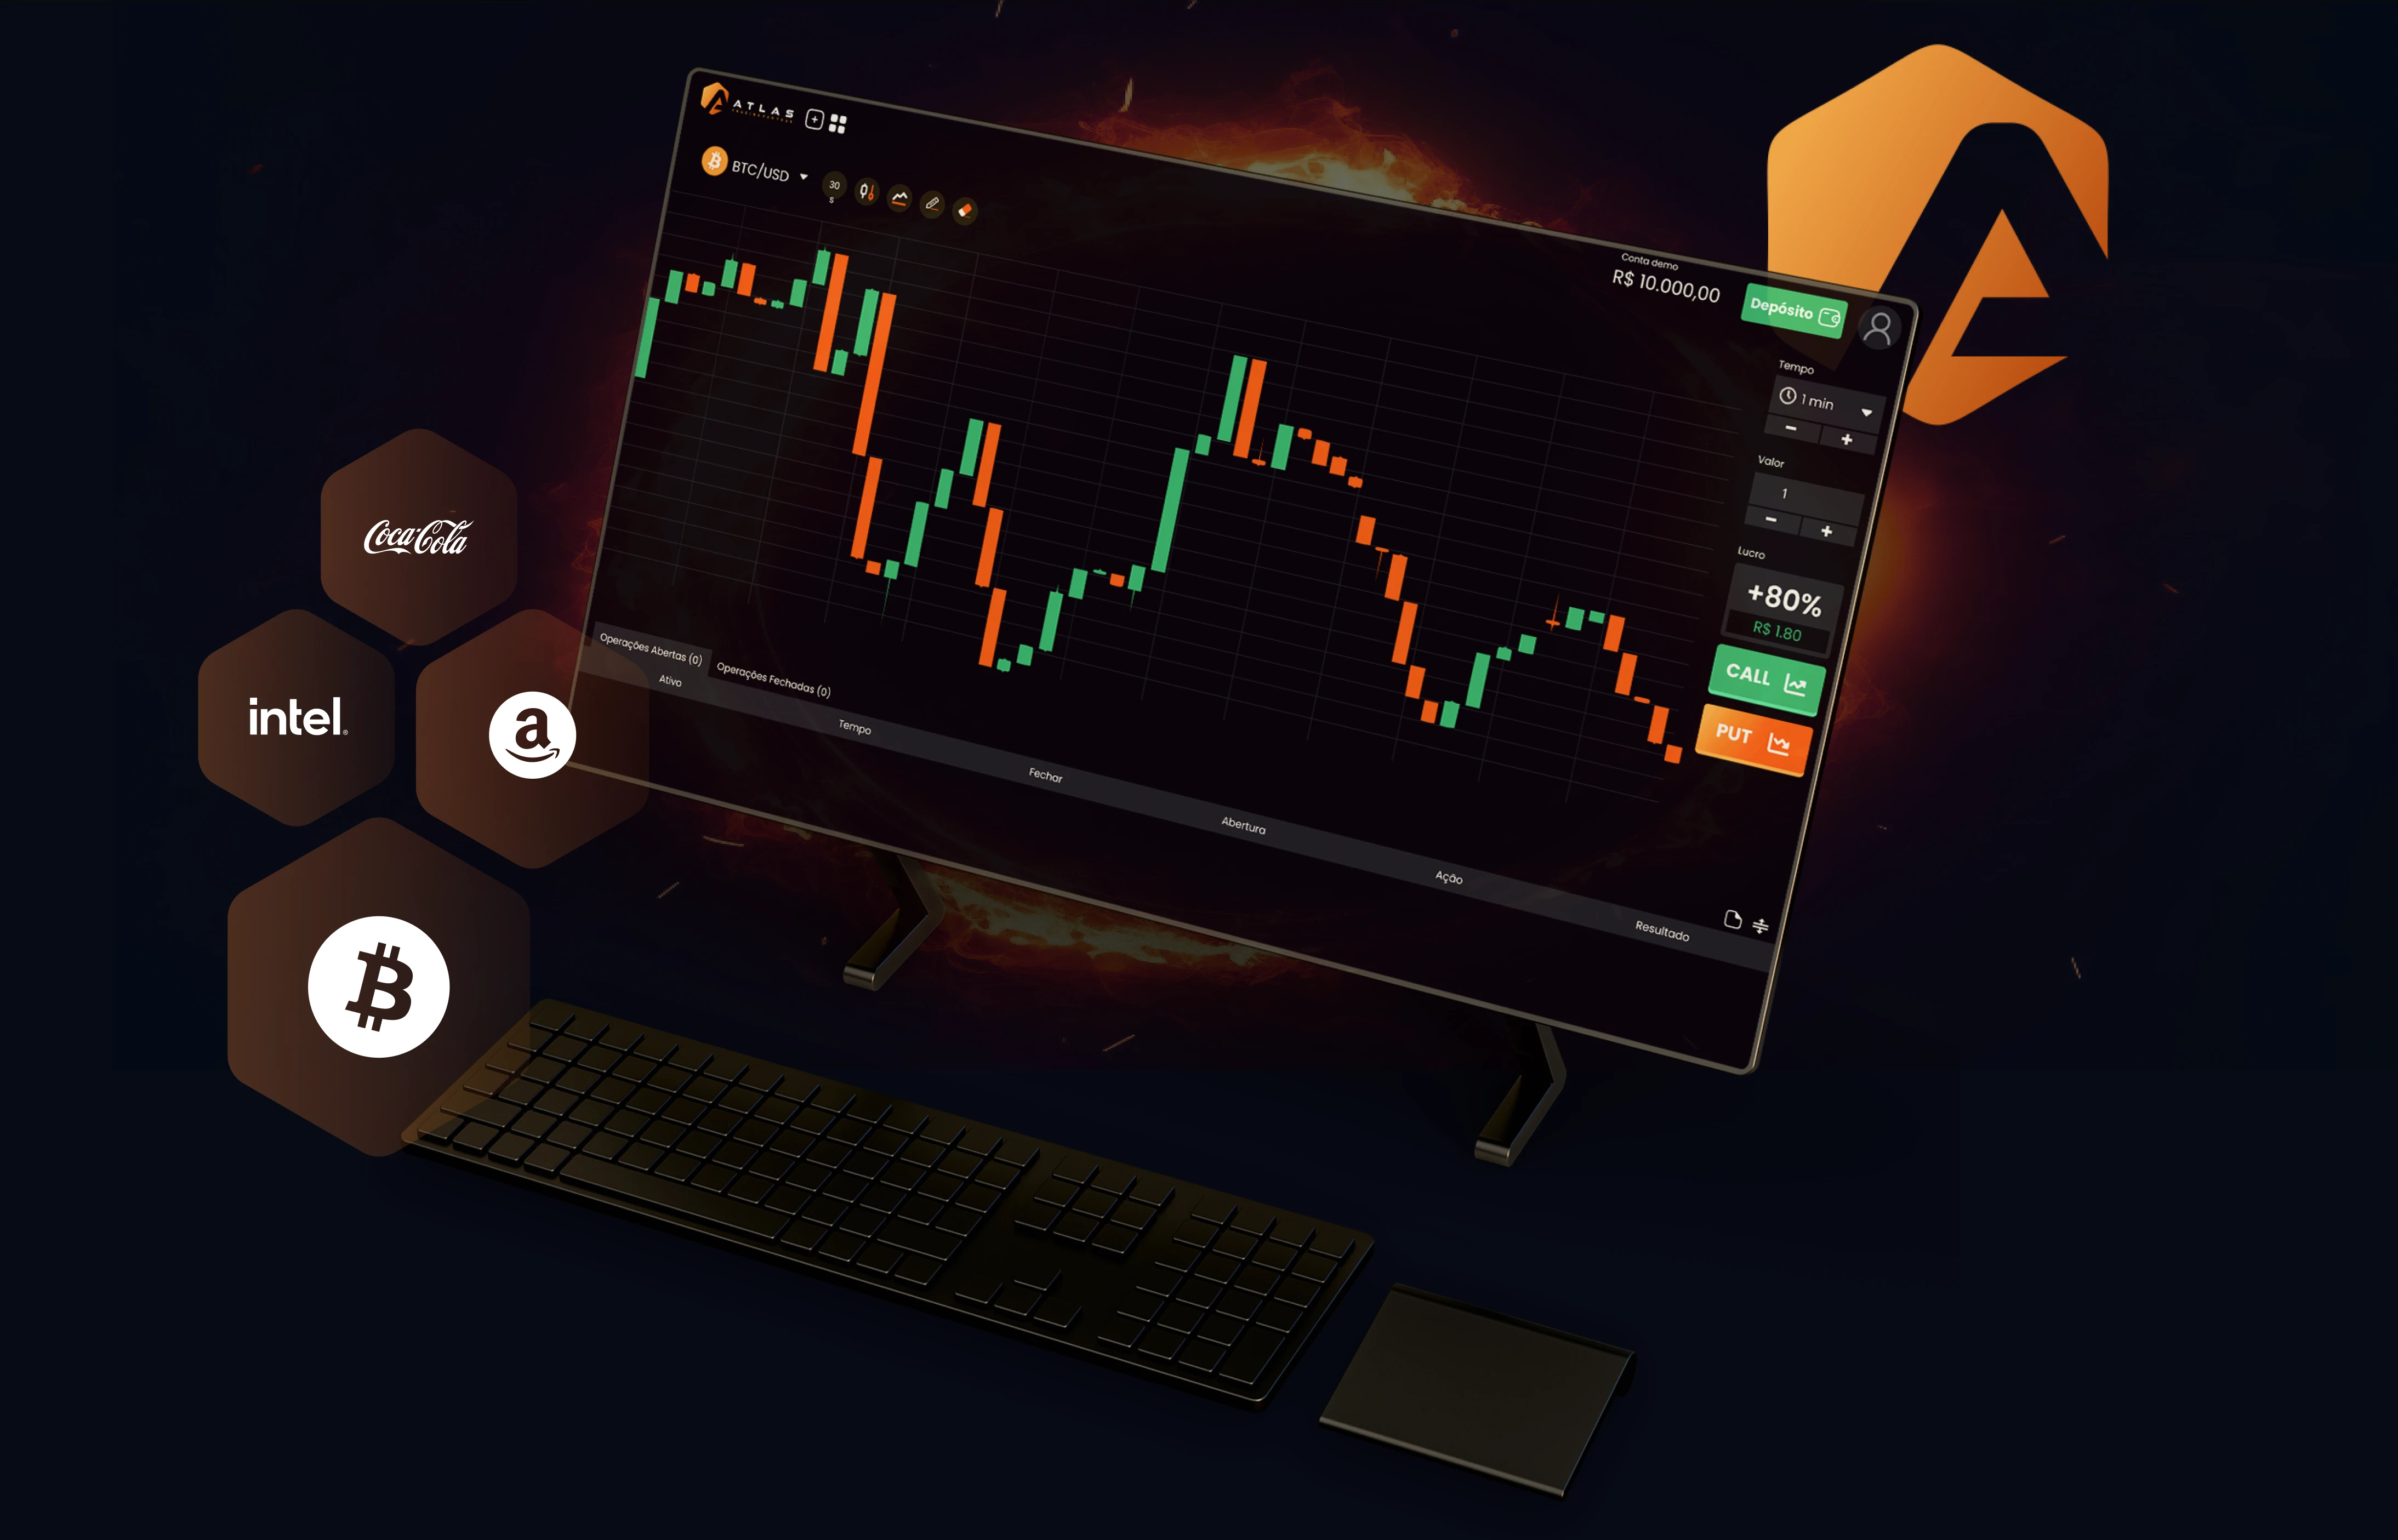 ATLAS
BTC/USD
30
s
Conta demo
R$ 10.000,00
Depósito
Tempo
1 min
Valor
1
Lucro
+80%
R$ 1.80
CALL
PUT
Operações Abertas (0)
Operações Fechadas (0)
Ativo
Tempo
Fechar
Abertura
Ação
Resultado
Coca-Cola
intel
a